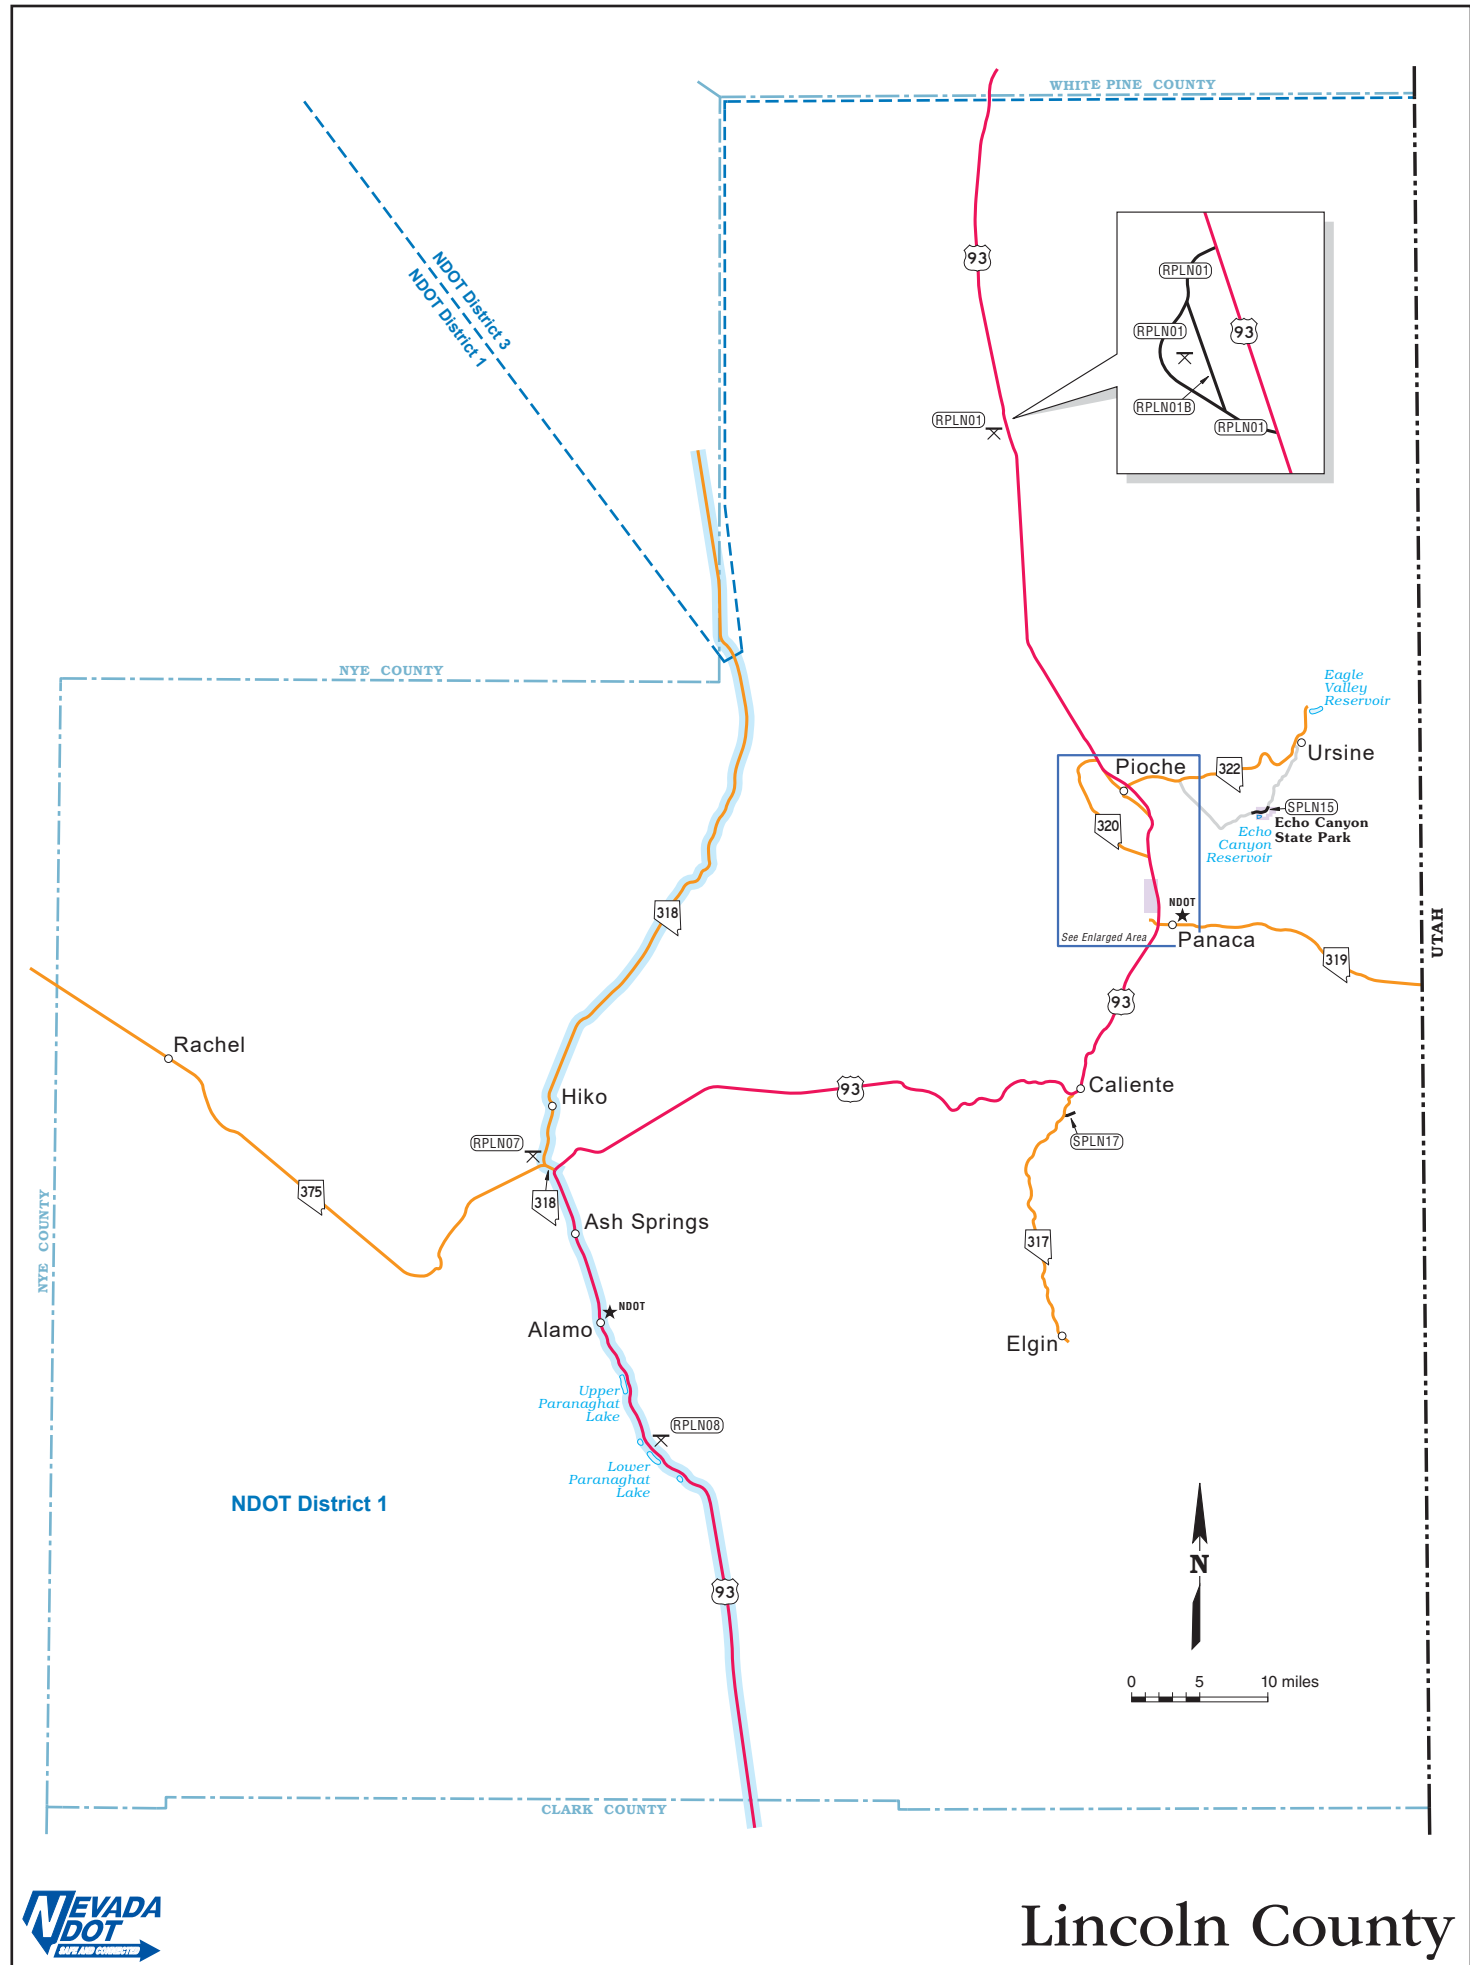 WHITE PINE COUNTY
NDOT District 3
NDOT District 1
93
RPLN01
RPLN01
93
RPLN01B
RPLN01
RPLN01
NYE COUNTY
Eagle
Valley
Reservoir
Ursine
Pioche
322
SPLN15
Echo Canyon
State Park
Echo
Canyon
Reservoir
320
318
NDOT
See Enlarged Area
Panaca
319
UTAH
93
Rachel
Hiko
93
Caliente
RPLN07
SPLN17
375
318
Ash Springs
317
NYE COUNTY
NDOT
Alamo
Elgin
Upper
Paranaghat
Lake
RPLN08
Lower
Paranaghat
Lake
NDOT District 1
N
93
0 5 10 miles
CLARK COUNTY
NEVADA
DOT
SAFE AND CONNECTED
Lincoln County